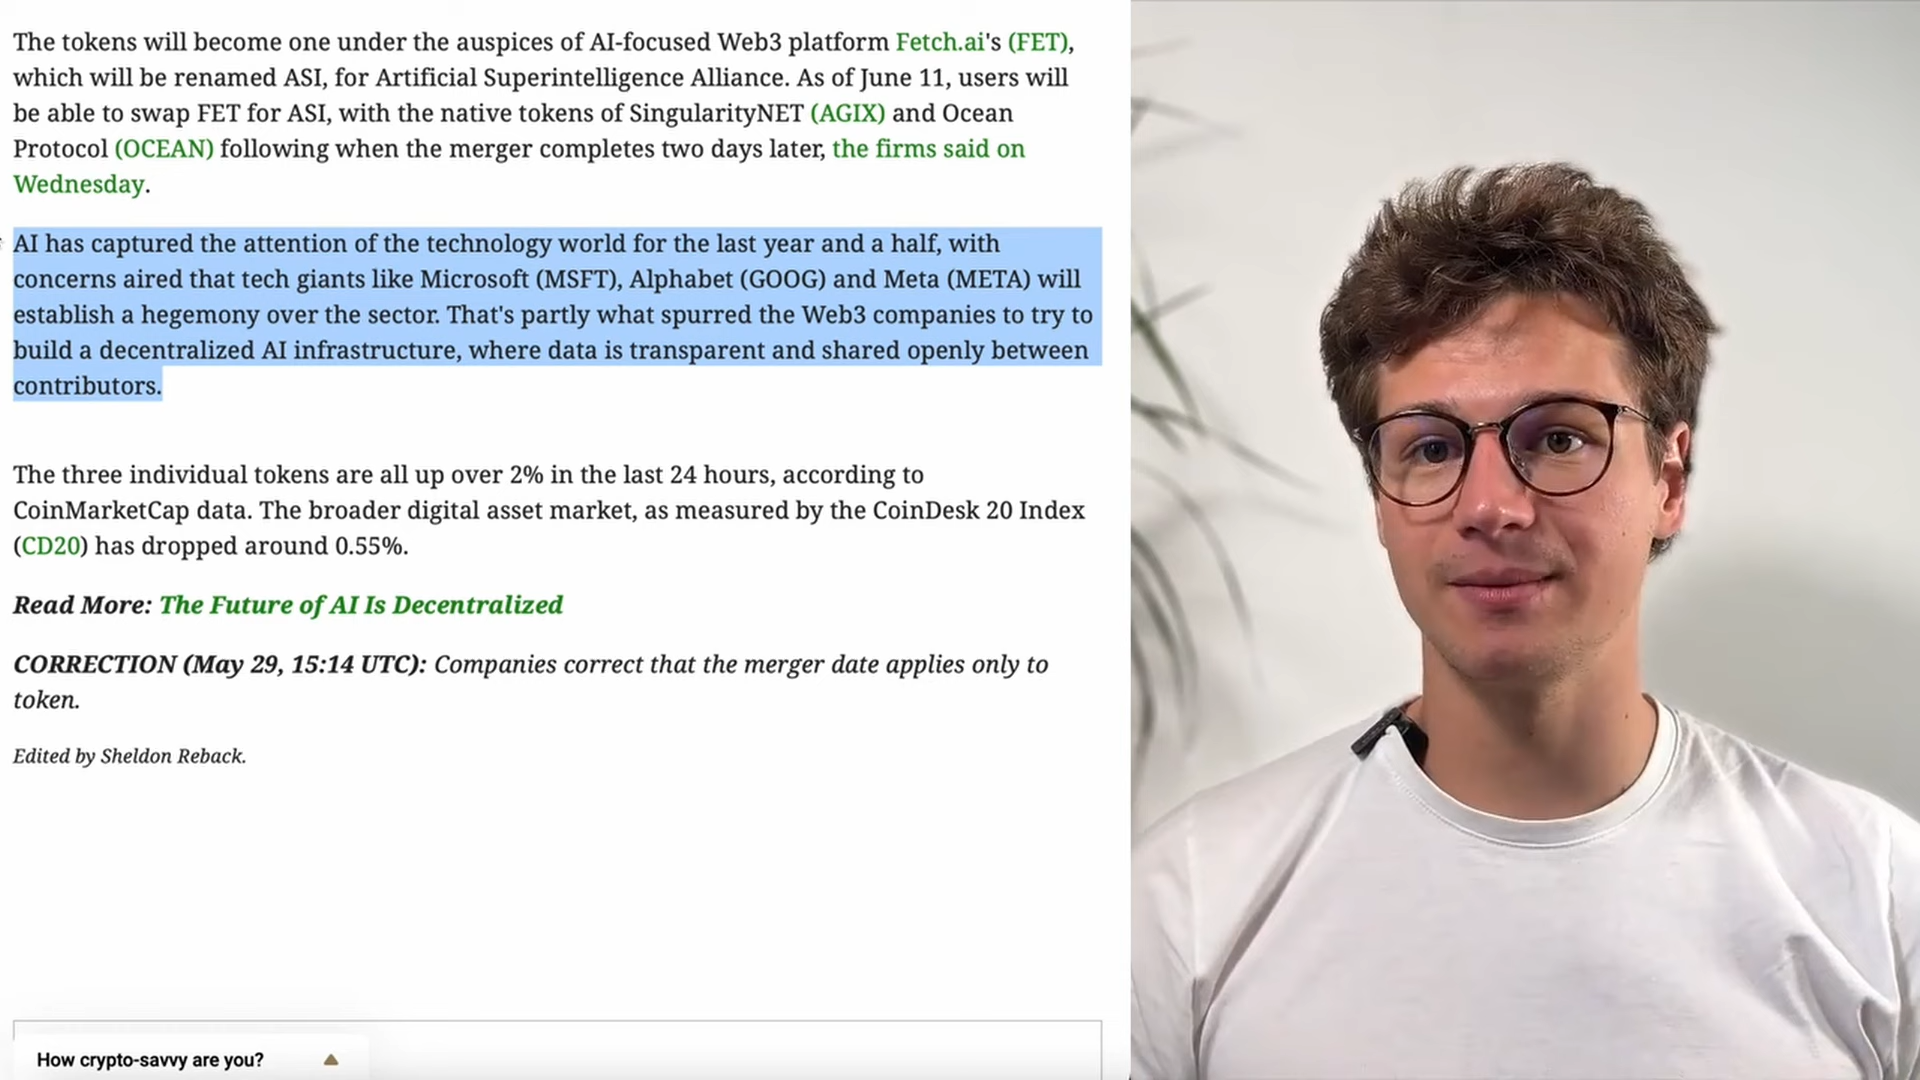 The tokens will become one under the auspices of AI-focused Web3 platform Fetch.ai's (FET),
which will be renamed ASI, for Artificial Superintelligence Alliance. As of June 11, users will
be able to swap FET for ASI, with the native tokens of SingularityNET (AGIX) and Ocean
Protocol (OCEAN) following when the merger completes two days later, the firms said on
Wednesday.
AI has captured the attention of the technology world for the last year and a half, with
concerns aired that tech giants like Microsoft (MSFT), Alphabet (GOOG) and Meta (META) will
establish a hegemony over the sector. That's partly what spurred the Web3 companies to try to
build a decentralized AI infrastructure, where data is transparent and shared openly between
contributors.
The three individual tokens are all up over 2% in the last 24 hours, according to
CoinMarketCap data. The broader digital asset market, as measured by the CoinDesk 20 Index
(CD20) has dropped around 0.55%.
Read More: The Future of AI Is Decentralized
CORRECTION (May 29, 15:14 UTC): Companies correct that the merger date applies only to
token.
Edited by Sheldon Reback.
How crypto-savvy are you?